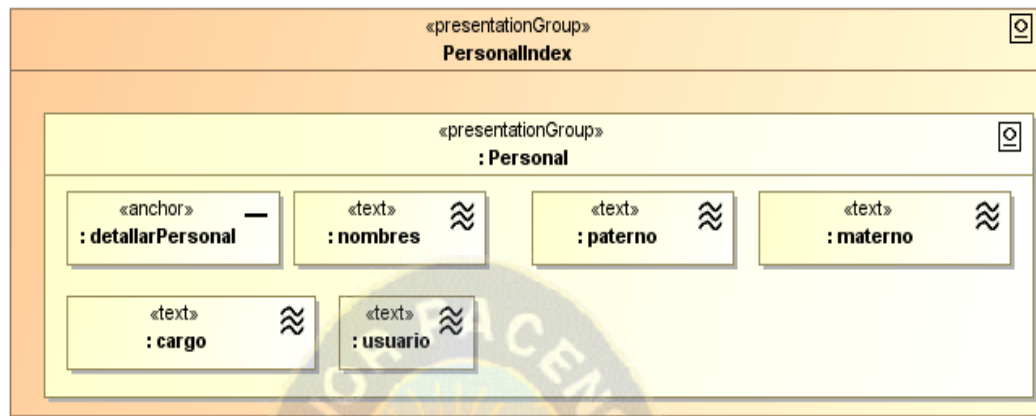 «presentationGroup»
PersonalIndex
«presentationGroup»
: Personal
«anchor» «text» «text» «text»
: detallarPersonal : nombres : paterno : materno
«text» «text»
: cargo : usuario